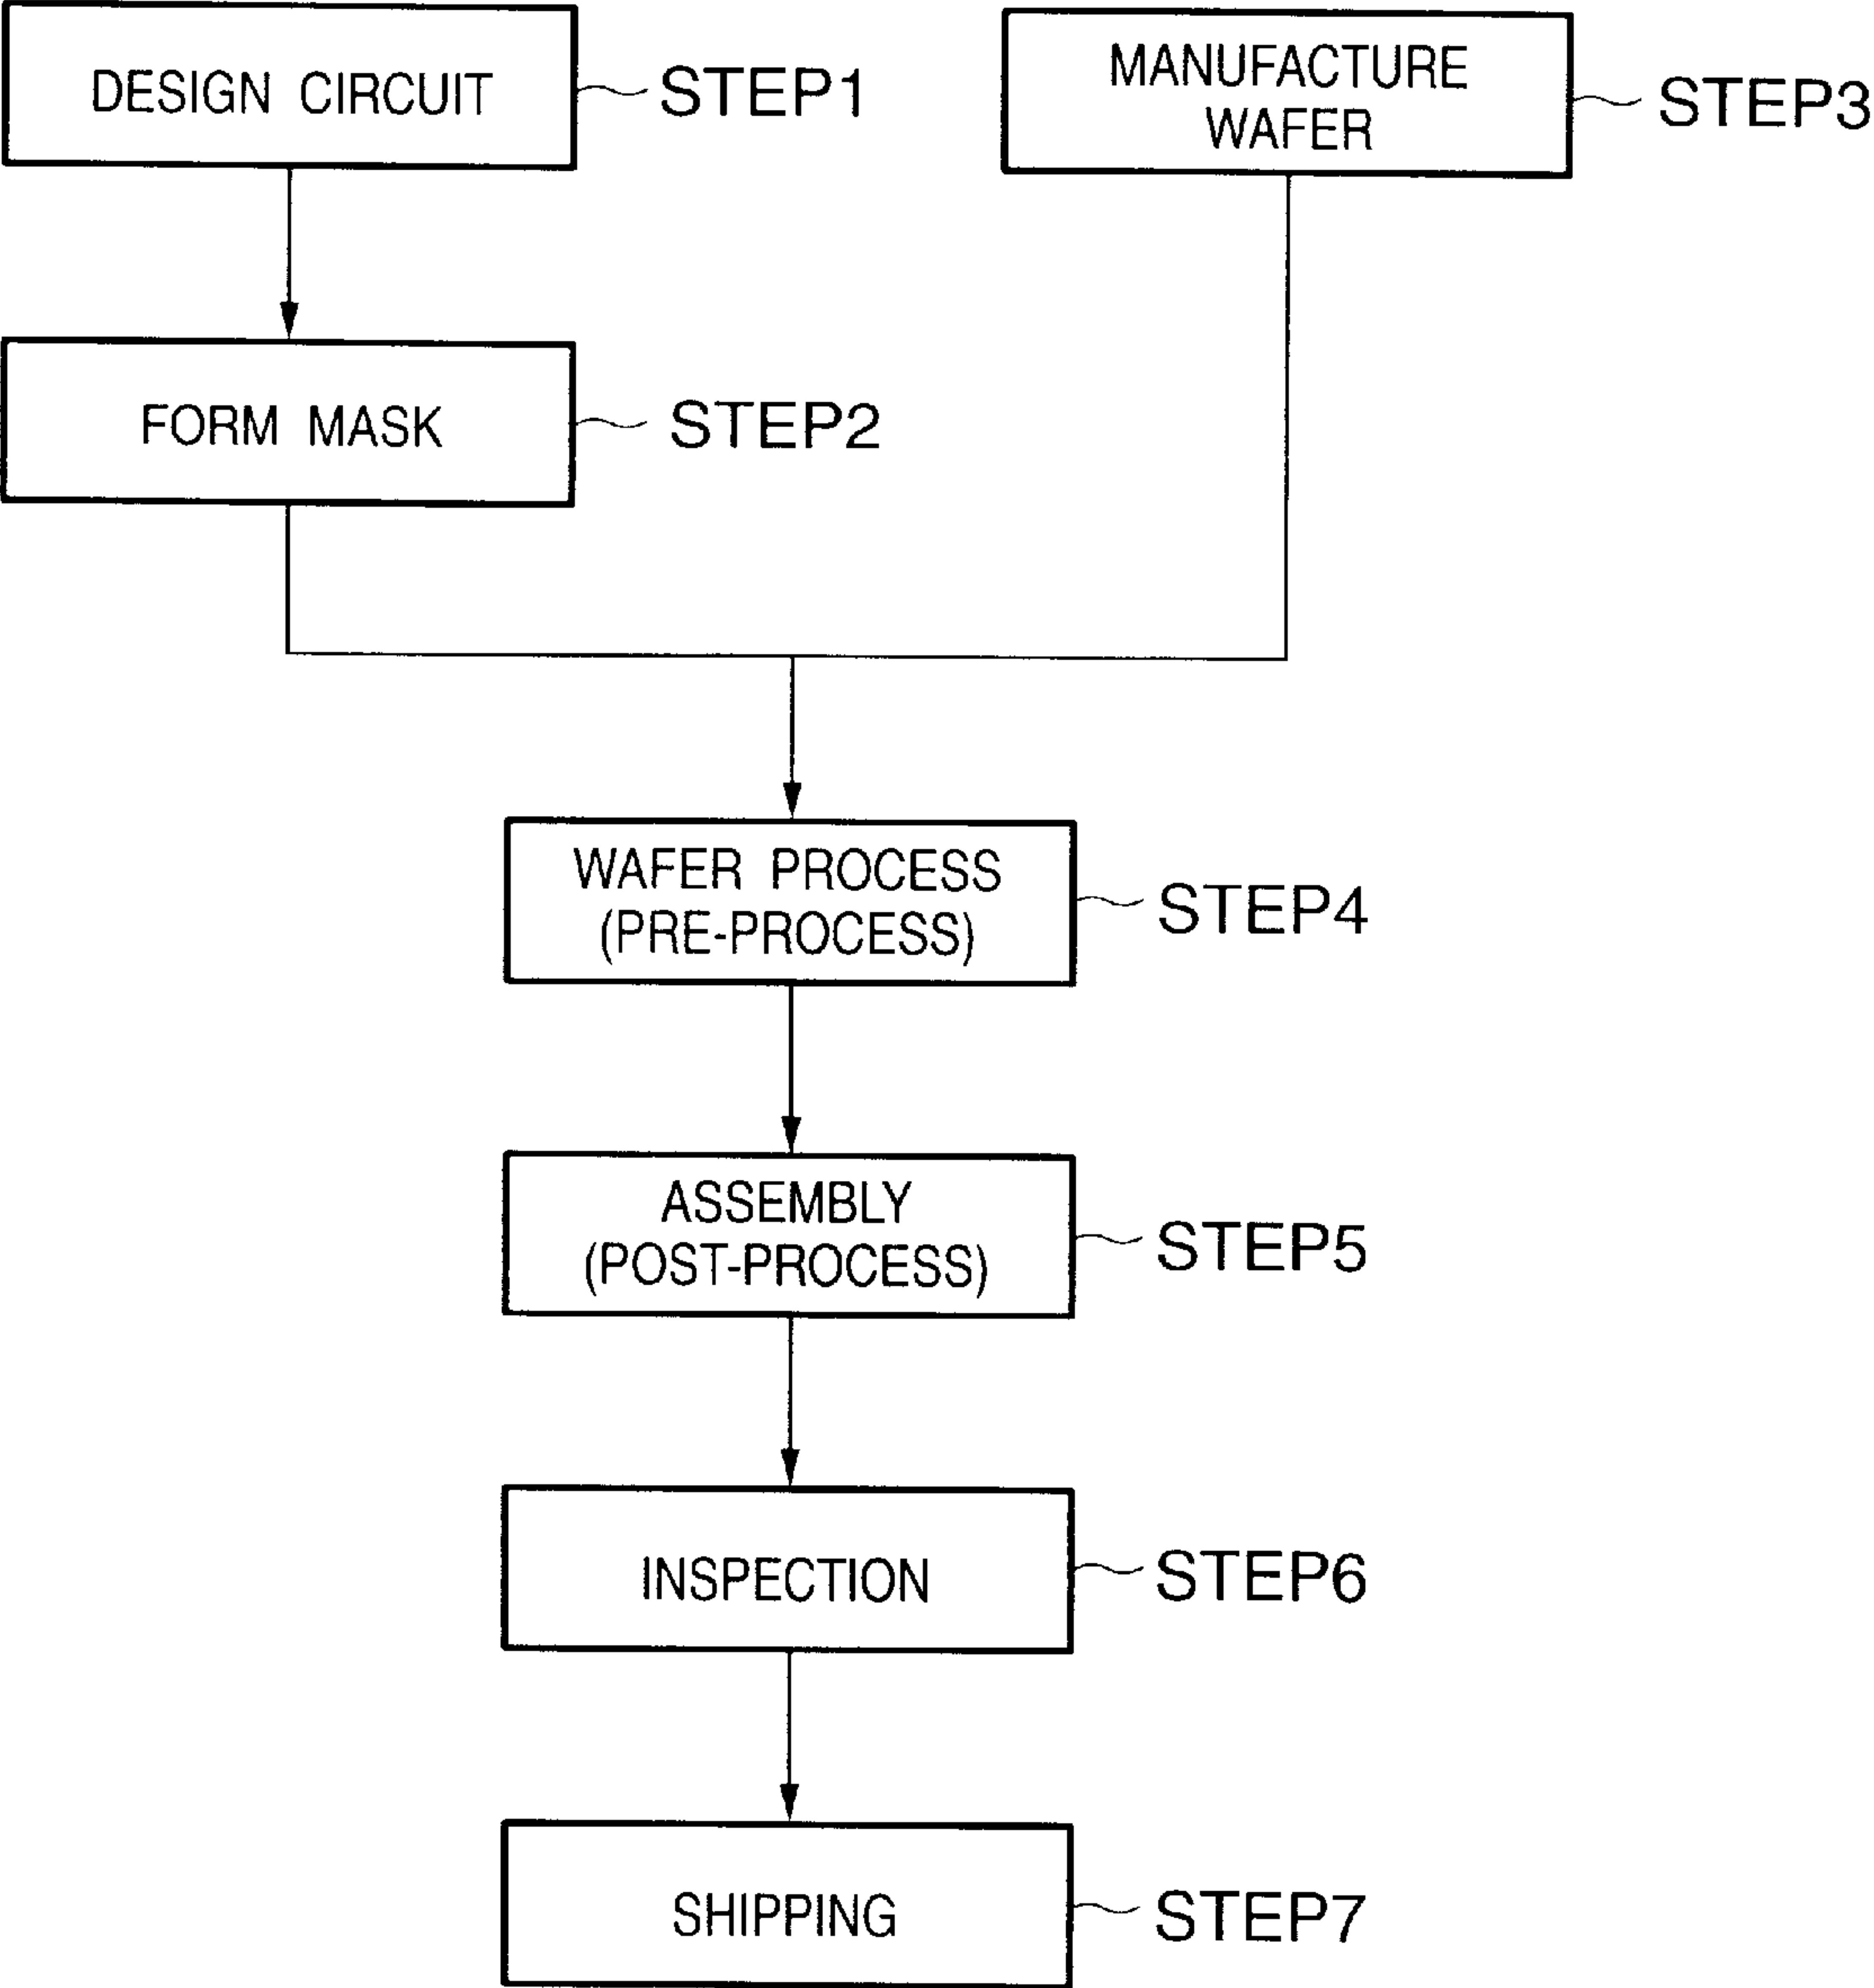 DESIGN CIRCUIT
STEP1
MANUFACTURE
WAFER
STEP3
FORM MASK
STEP2
WAFER PROCESS
(PRE-PROCESS)
STEP4
ASSEMBLY
(POST-PROCESS)
STEP5
INSPECTION
STEP6
SHIPPING
STEP7